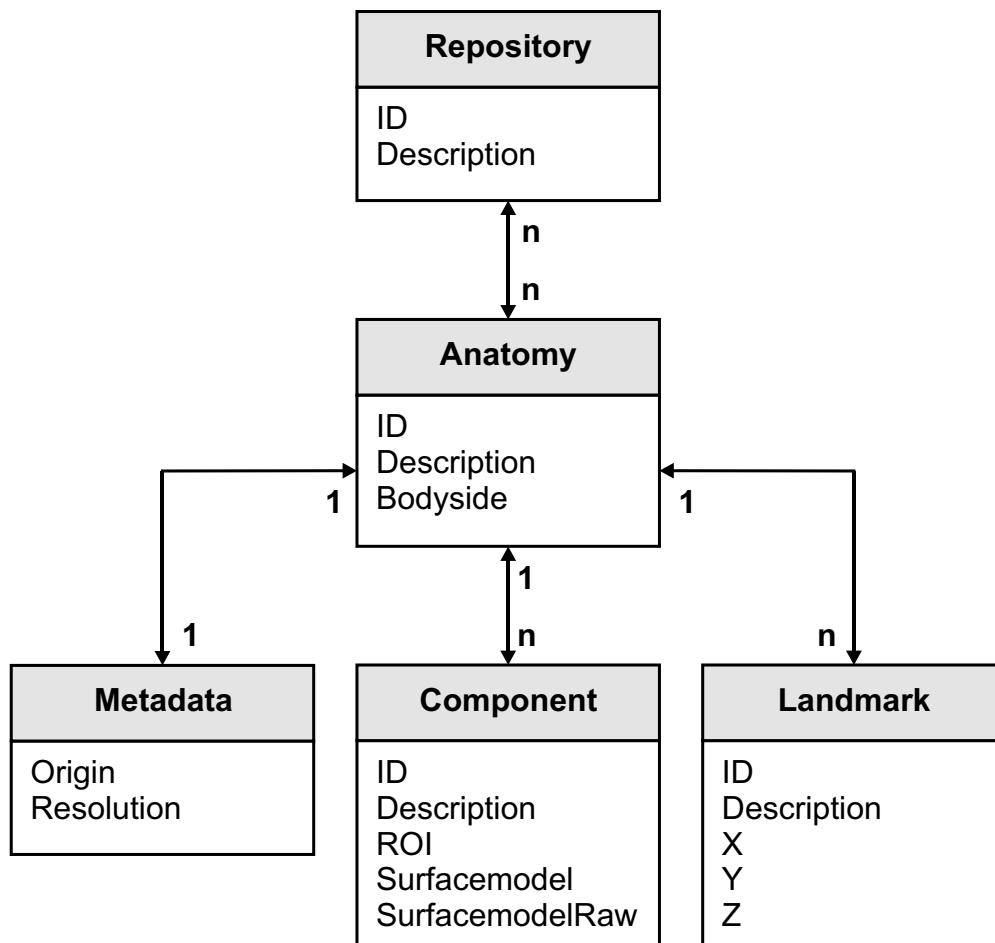 Repository
ID
Description
n
n
Anatomy
ID
Description
Bodyside
1
1
1
1
n
n
Metadata
Origin
Resolution
Component
ID
Description
ROI
Surfacemodel
SurfacemodelRaw
Landmark
ID
Description
X
Y
Z